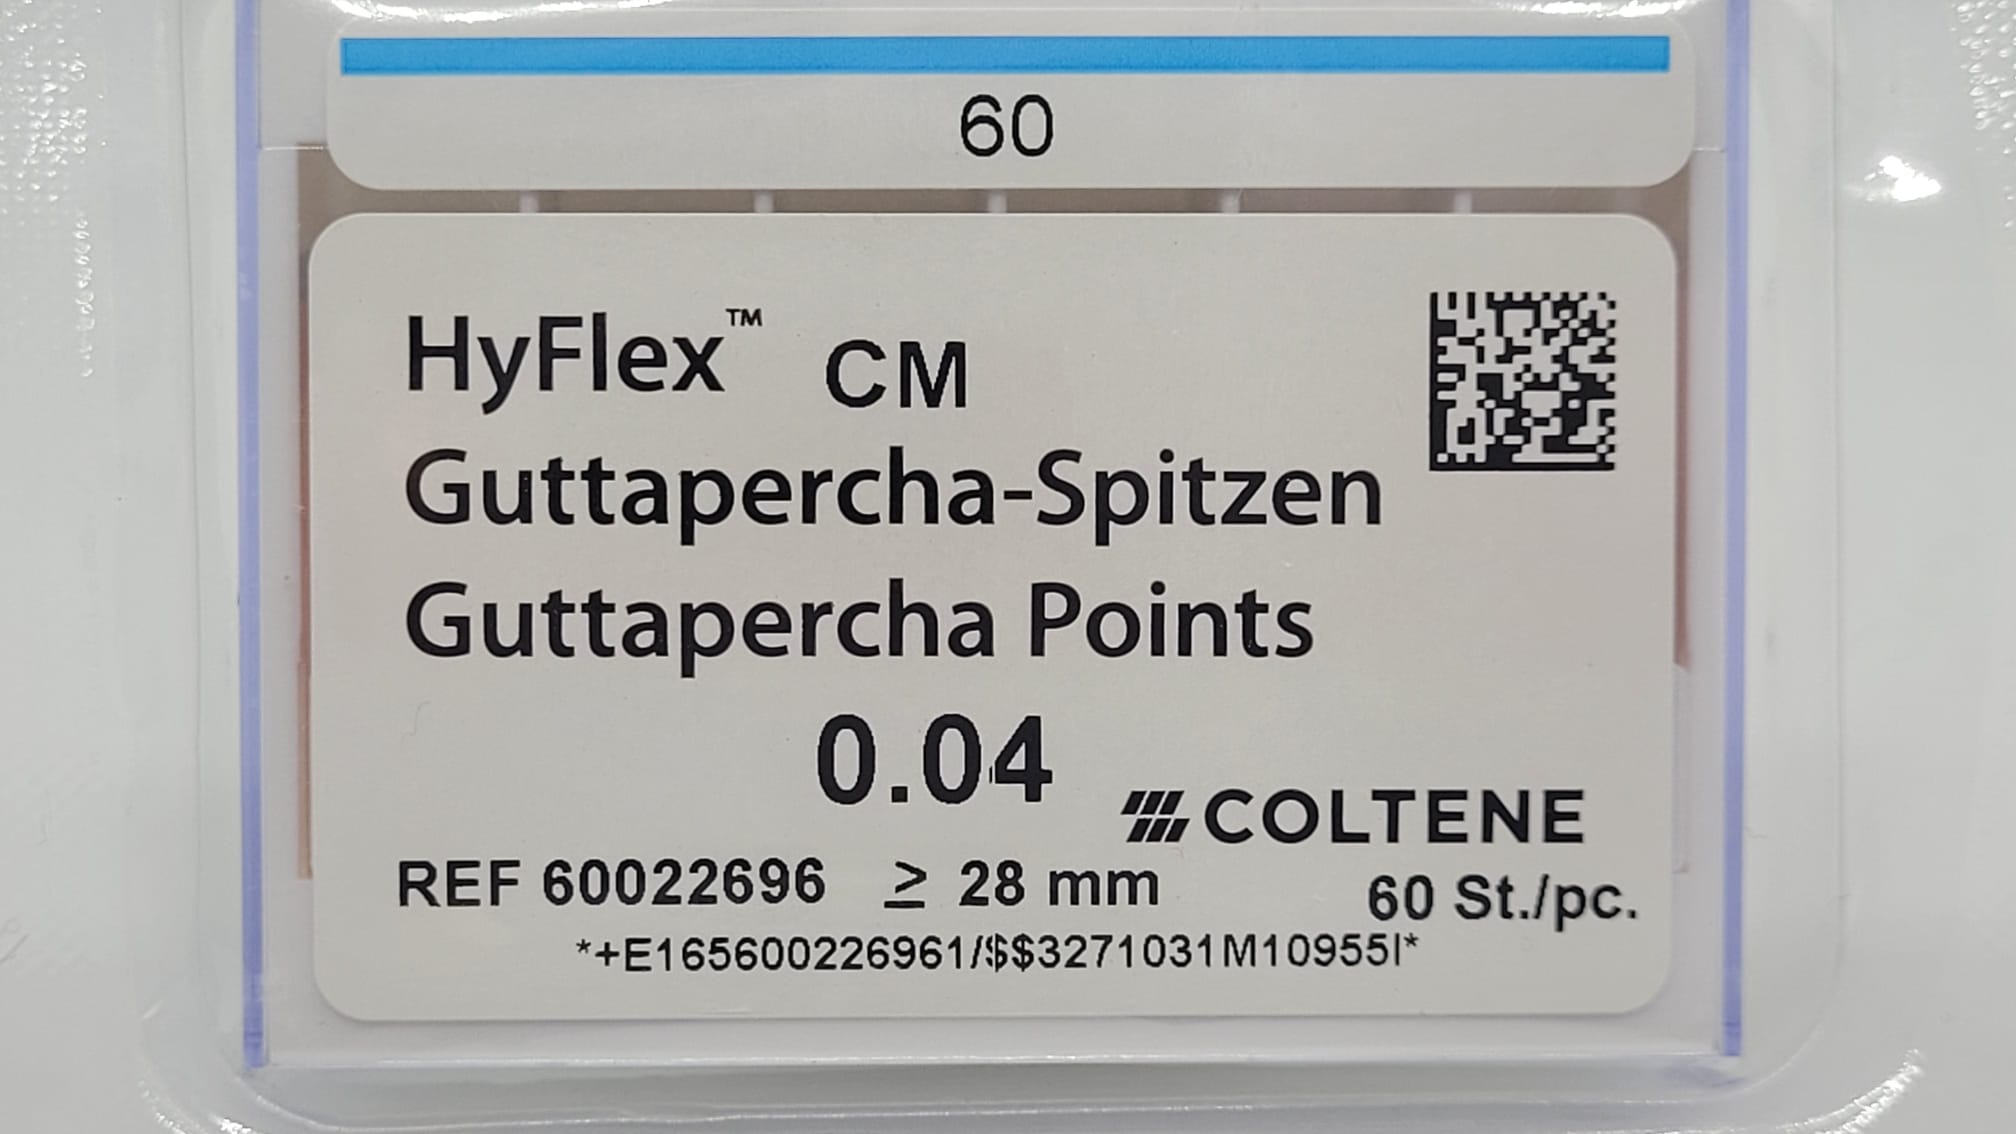 60
HyFlex™ CM
Guttapercha-Spitzen
Guttapercha Points
0.04
COLTENE
REF 60022696 ≥ 28 mm 60 St./pc.
*+E165600226961/$$3271031M10955I*